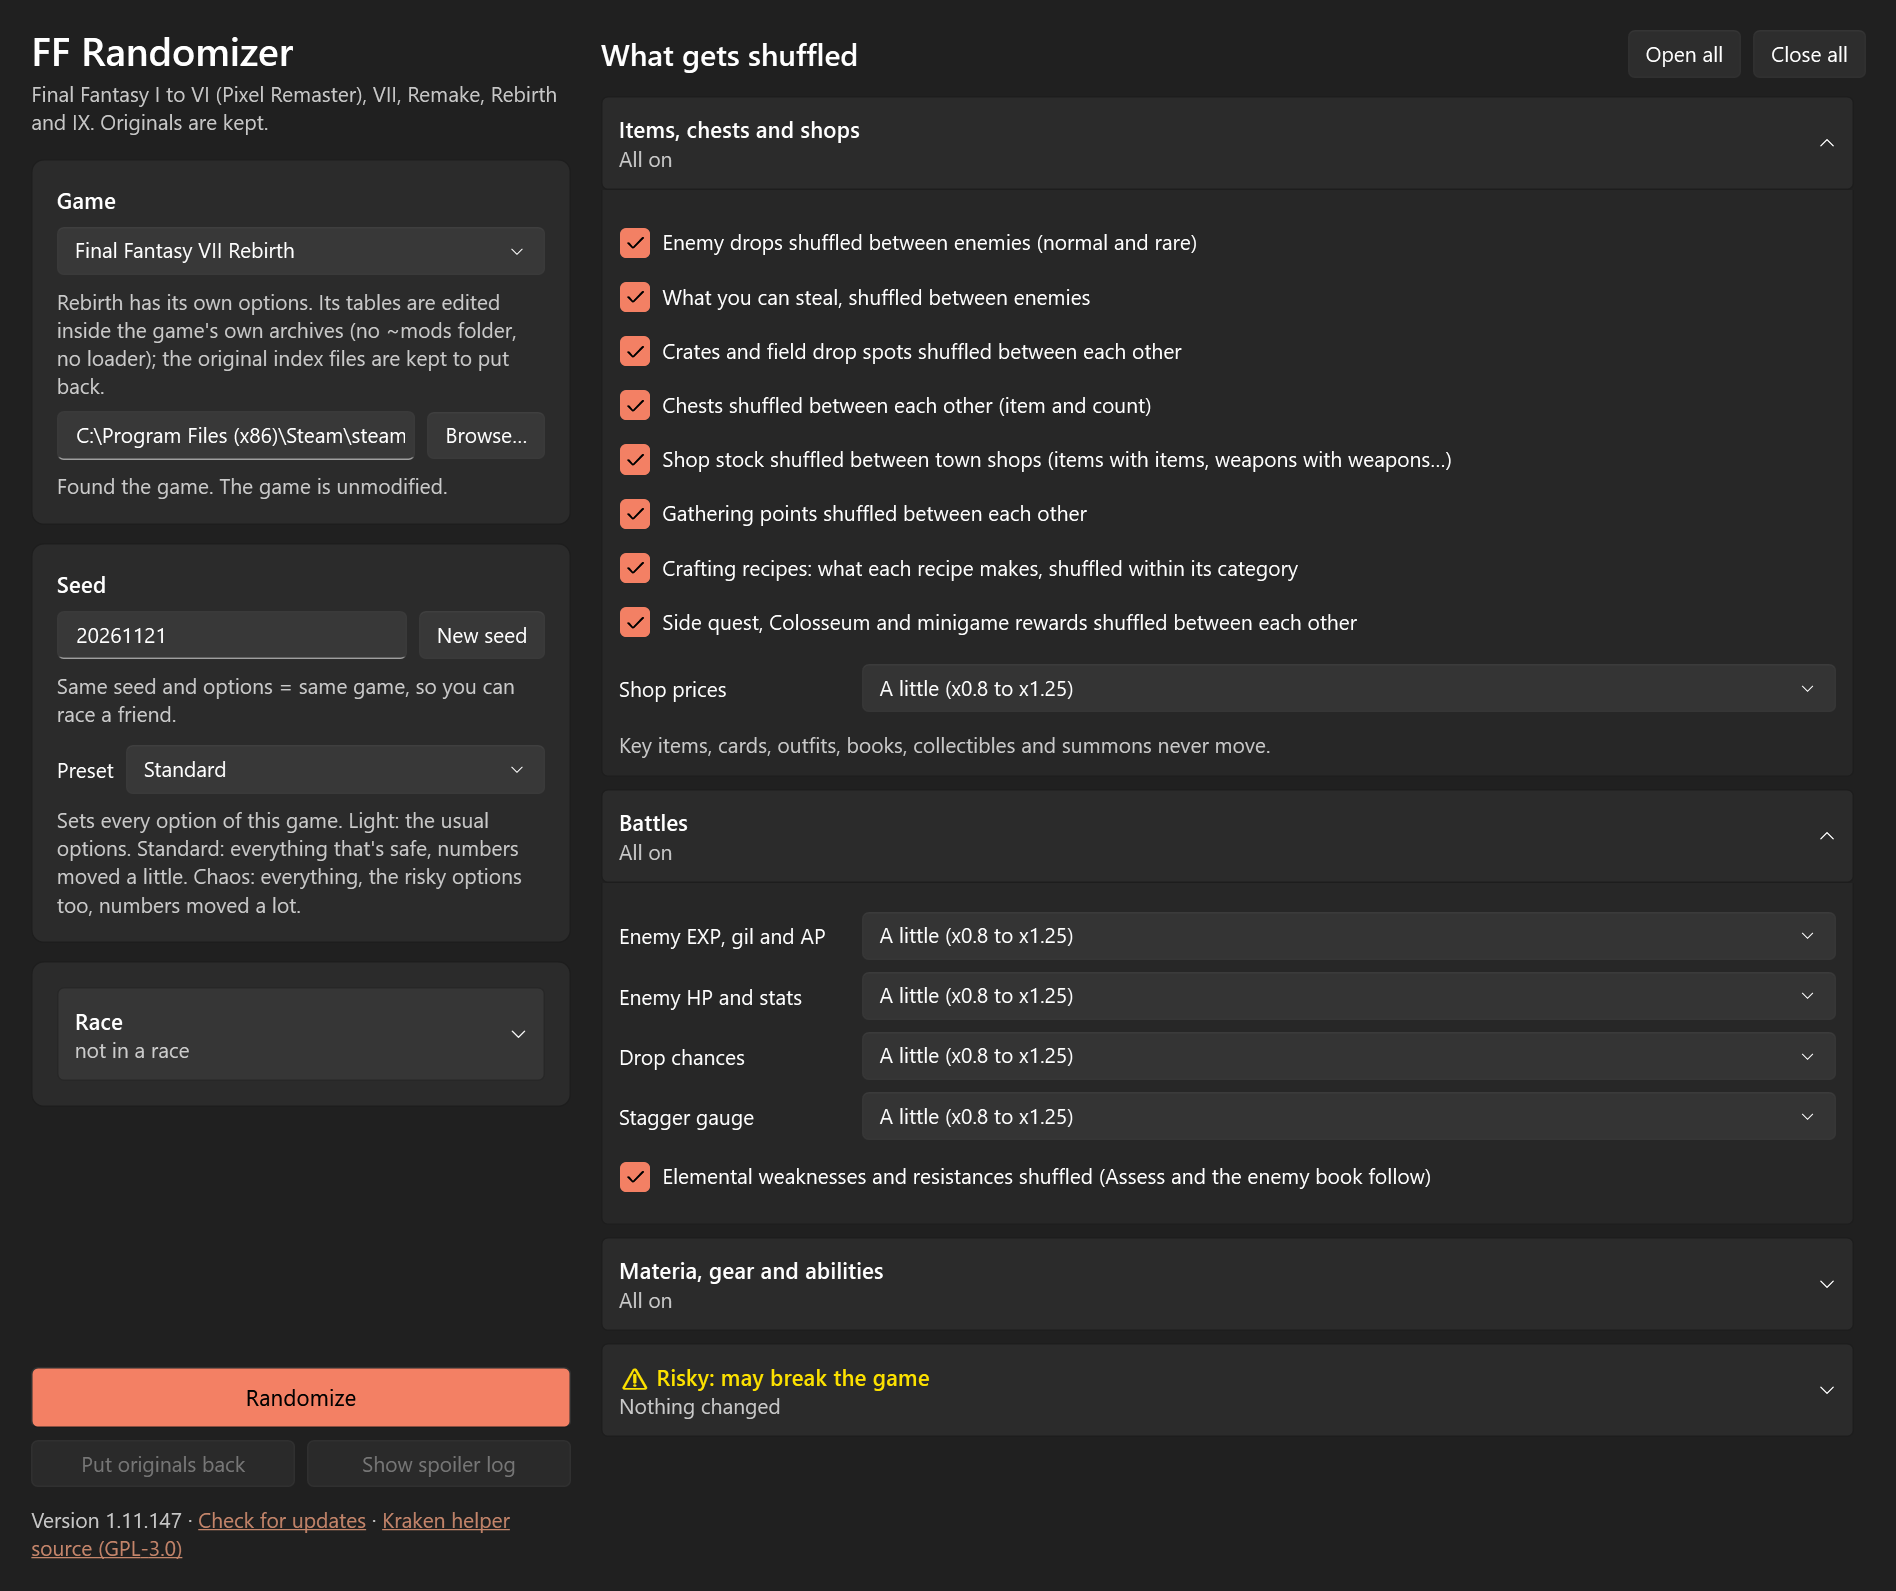 FF Randomizer
Final Fantasy I to VI (Pixel Remaster), VII, Remake, Rebirth
and IX. Originals are kept.
Game
Final Fantasy VII Rebirth
Rebirth has its own options. Its tables are edited
inside the game's own archives (no ~mods folder,
no loader); the original index files are kept to put
back.
C:\Program Files (x86)\Steam\steam
Browse...
Found the game. The game is unmodified.
Seed
20261121
New seed
Same seed and options = same game, so you can
race a friend.
Preset
Standard
Sets every option of this game. Light: the usual
options. Standard: everything that's safe, numbers
moved a little. Chaos: everything, the risky options
too, numbers moved a lot.
Race
not in a race
Randomize
Put originals back
Show spoiler log
Version 1.11.147 · Check for updates · Kraken helper
source (GPL-3.0)
What gets shuffled
Open all
Close all
Items, chests and shops
All on
Enemy drops shuffled between enemies (normal and rare)
What you can steal, shuffled between enemies
Crates and field drop spots shuffled between each other
Chests shuffled between each other (item and count)
Shop stock shuffled between town shops (items with items, weapons with weapons...)
Gathering points shuffled between each other
Crafting recipes: what each recipe makes, shuffled within its category
Side quest, Colosseum and minigame rewards shuffled between each other
Shop prices
A little (x0.8 to x1.25)
Key items, cards, outfits, books, collectibles and summons never move.
Battles
All on
Enemy EXP, gil and AP
A little (x0.8 to x1.25)
Enemy HP and stats
A little (x0.8 to x1.25)
Drop chances
A little (x0.8 to x1.25)
Stagger gauge
A little (x0.8 to x1.25)
Elemental weaknesses and resistances shuffled (Assess and the enemy book follow)
Materia, gear and abilities
All on
Risky: may break the game
Nothing changed